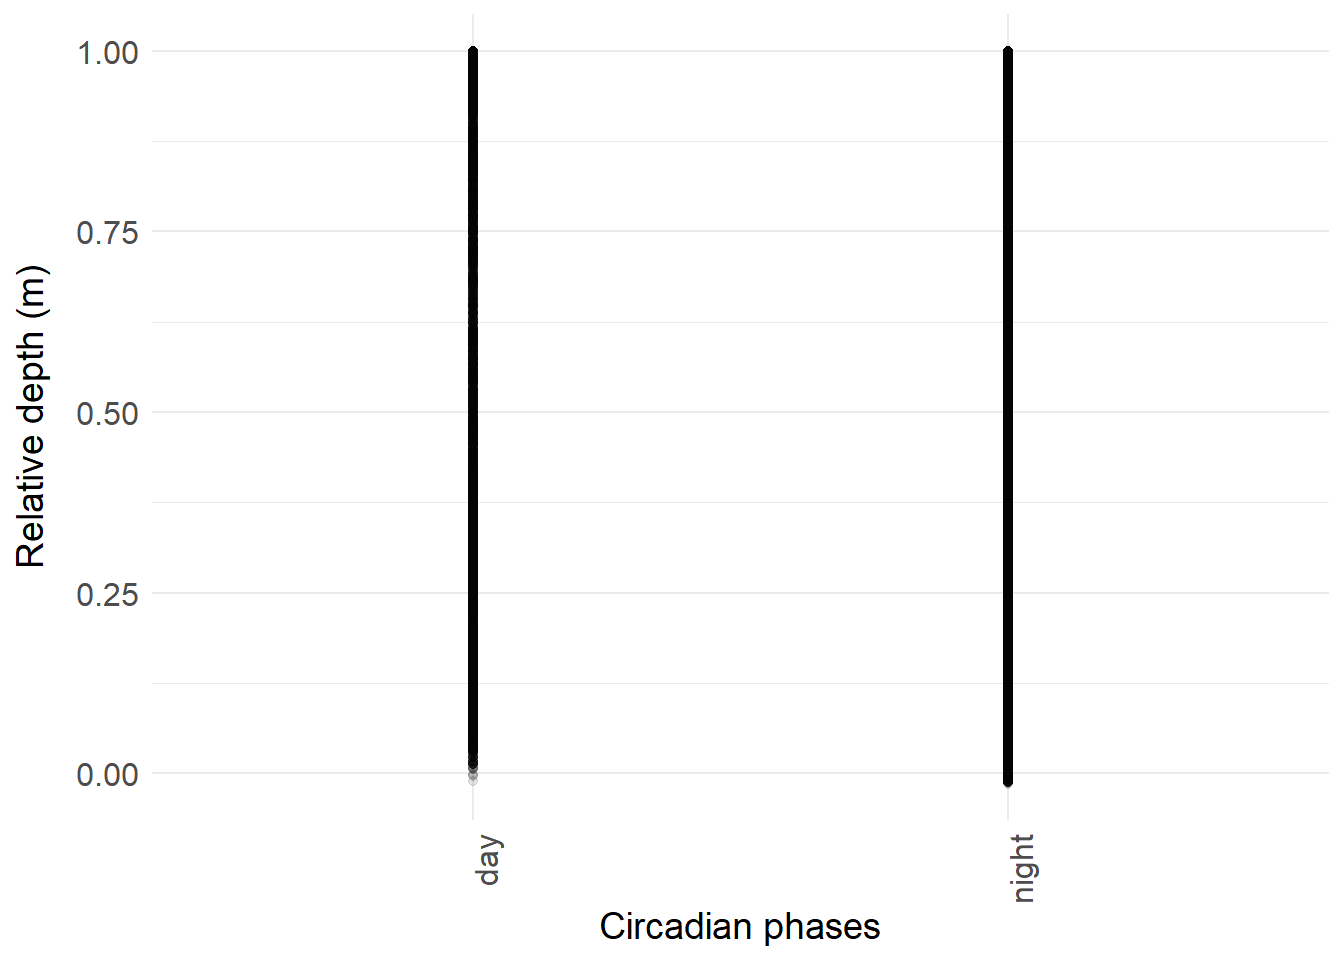 1.00
0.75
0.50
0.25
0.00
Relative depth (m)
day
night
Circadian phases